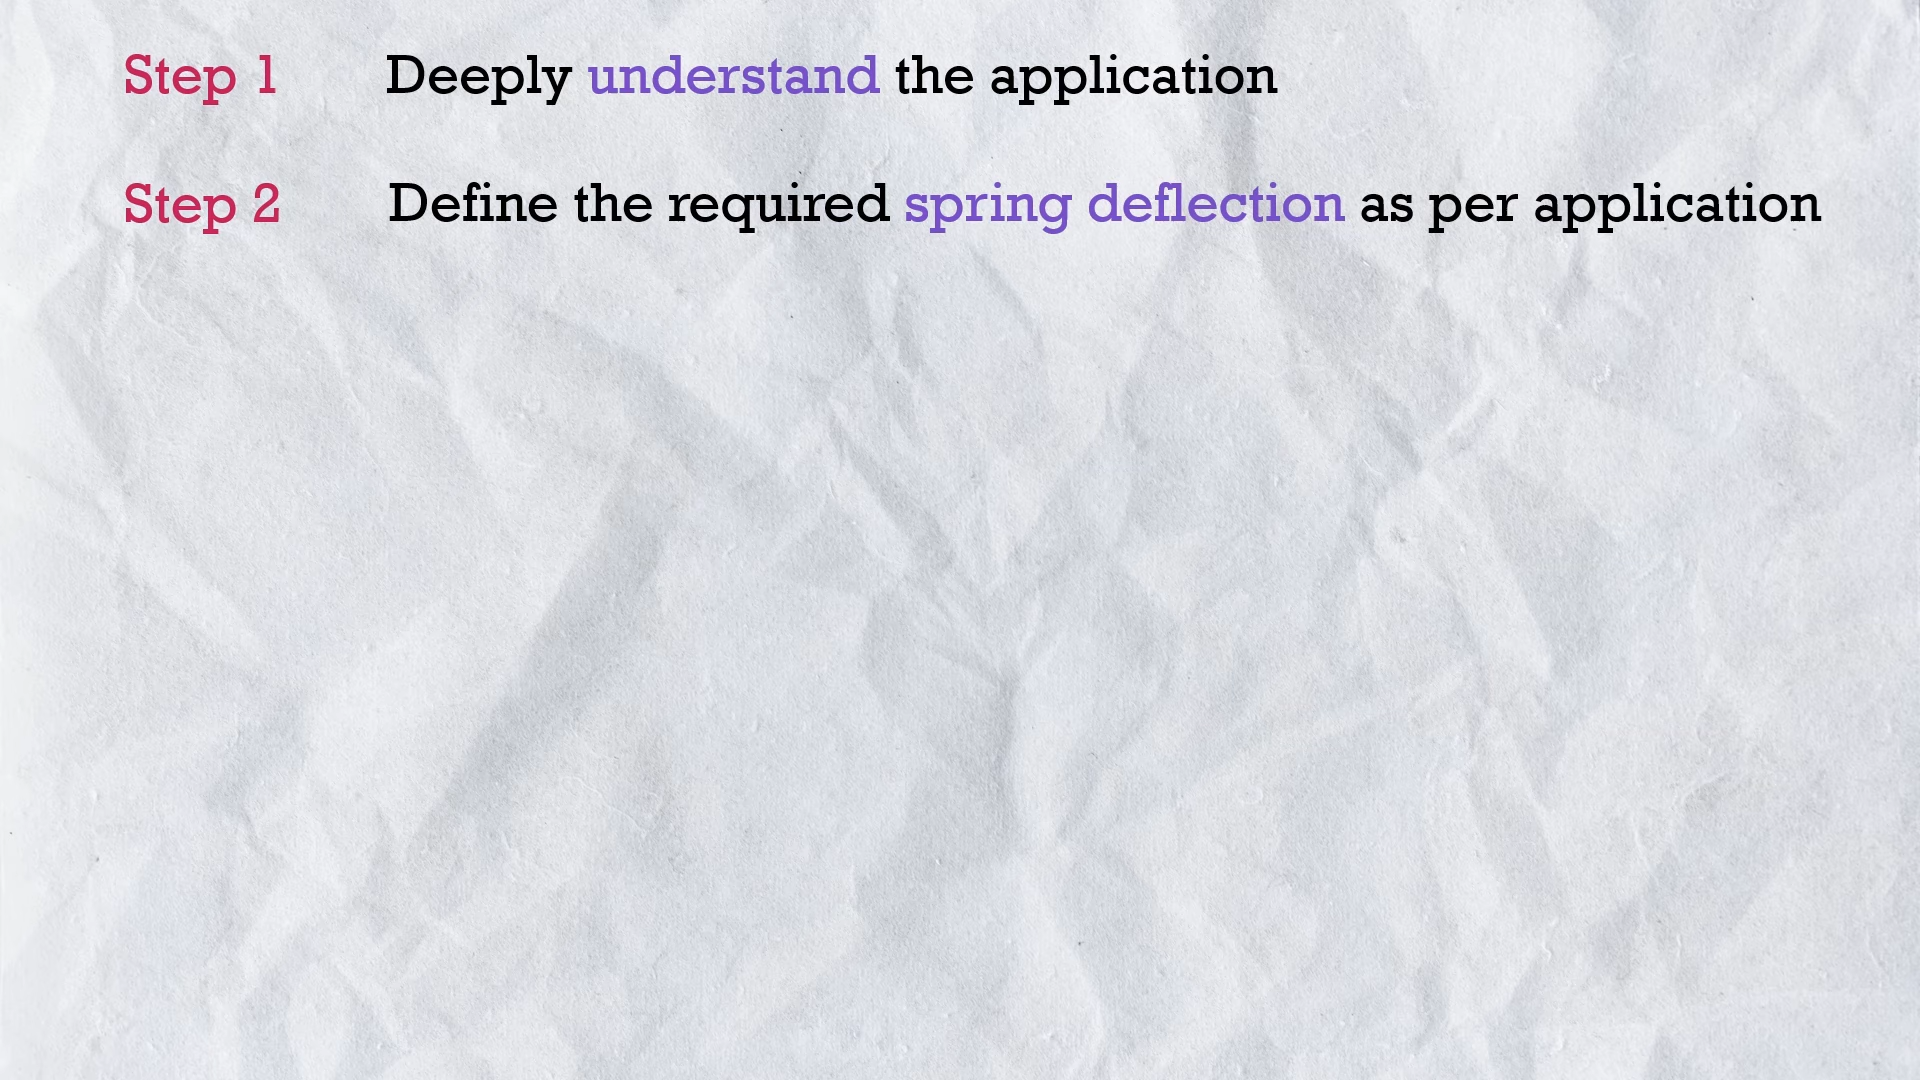 Step 1 Deeply understand the application
Step 2 Define the required spring deflection as per application